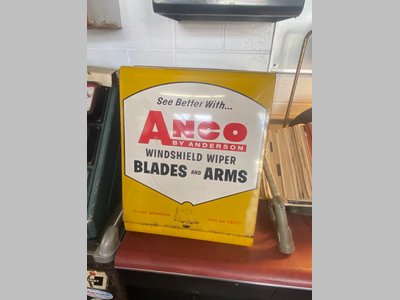 See Better With...
ANCO
BY ANDERSON
WINDSHIELD WIPER
BLADES AND ARMS